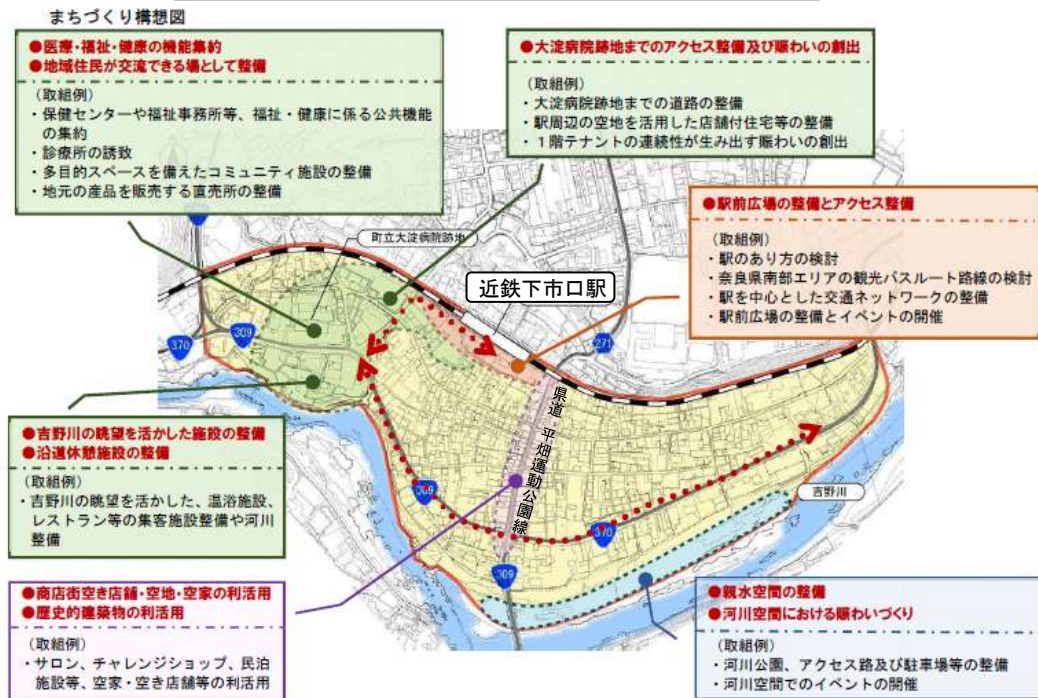 まちづくり構想図
●医療・福祉・健康の機能集約
●地域住民が交流できる場として整備
（取組例）
・保健センターや福祉事務所等、福祉・健康に係る公共機能
の集約
・診療所の誘致
・多目的スペースを備えたコミュニティ施設の整備
・地元の産品を販売する直売所の整備
●大淀病院跡地までのアクセス整備及び賑わいの創出
（取組例）
・大淀病院跡地までの道路の整備
・駅周辺の空地を活用した店舗付住宅等の整備
・１階テナントの連続性が生み出す賑わいの創出
●駅前広場の整備とアクセス整備
（取組例）
・駅のあり方の検討
・奈良県南部エリアの観光バスルート路線の検討
・駅を中心とした交通ネットワークの整備
・駅前広場の整備とイベントの開催
町立大淀病院跡地
近鉄下市口駅
370
309
271
県道 平畑運動公園線
309
370
309
吉野川
●吉野川の眺望を活かした施設の整備
●沿道休憩施設の整備
（取組例）
・吉野川の眺望を活かした、温浴施設、
レストラン等の集客施設整備や河川
整備
●商店街空き店舗・空地・空家の利活用
●歴史的建築物の利活用
（取組例）
・サロン、チャレンジショップ、民泊
施設等、空家・空き店舗等の利活用
●親水空間の整備
●河川空間における賑わいづくり
（取組例）
・河川公園、アクセス路及び駐車場等の整備
・河川空間でのイベントの開催